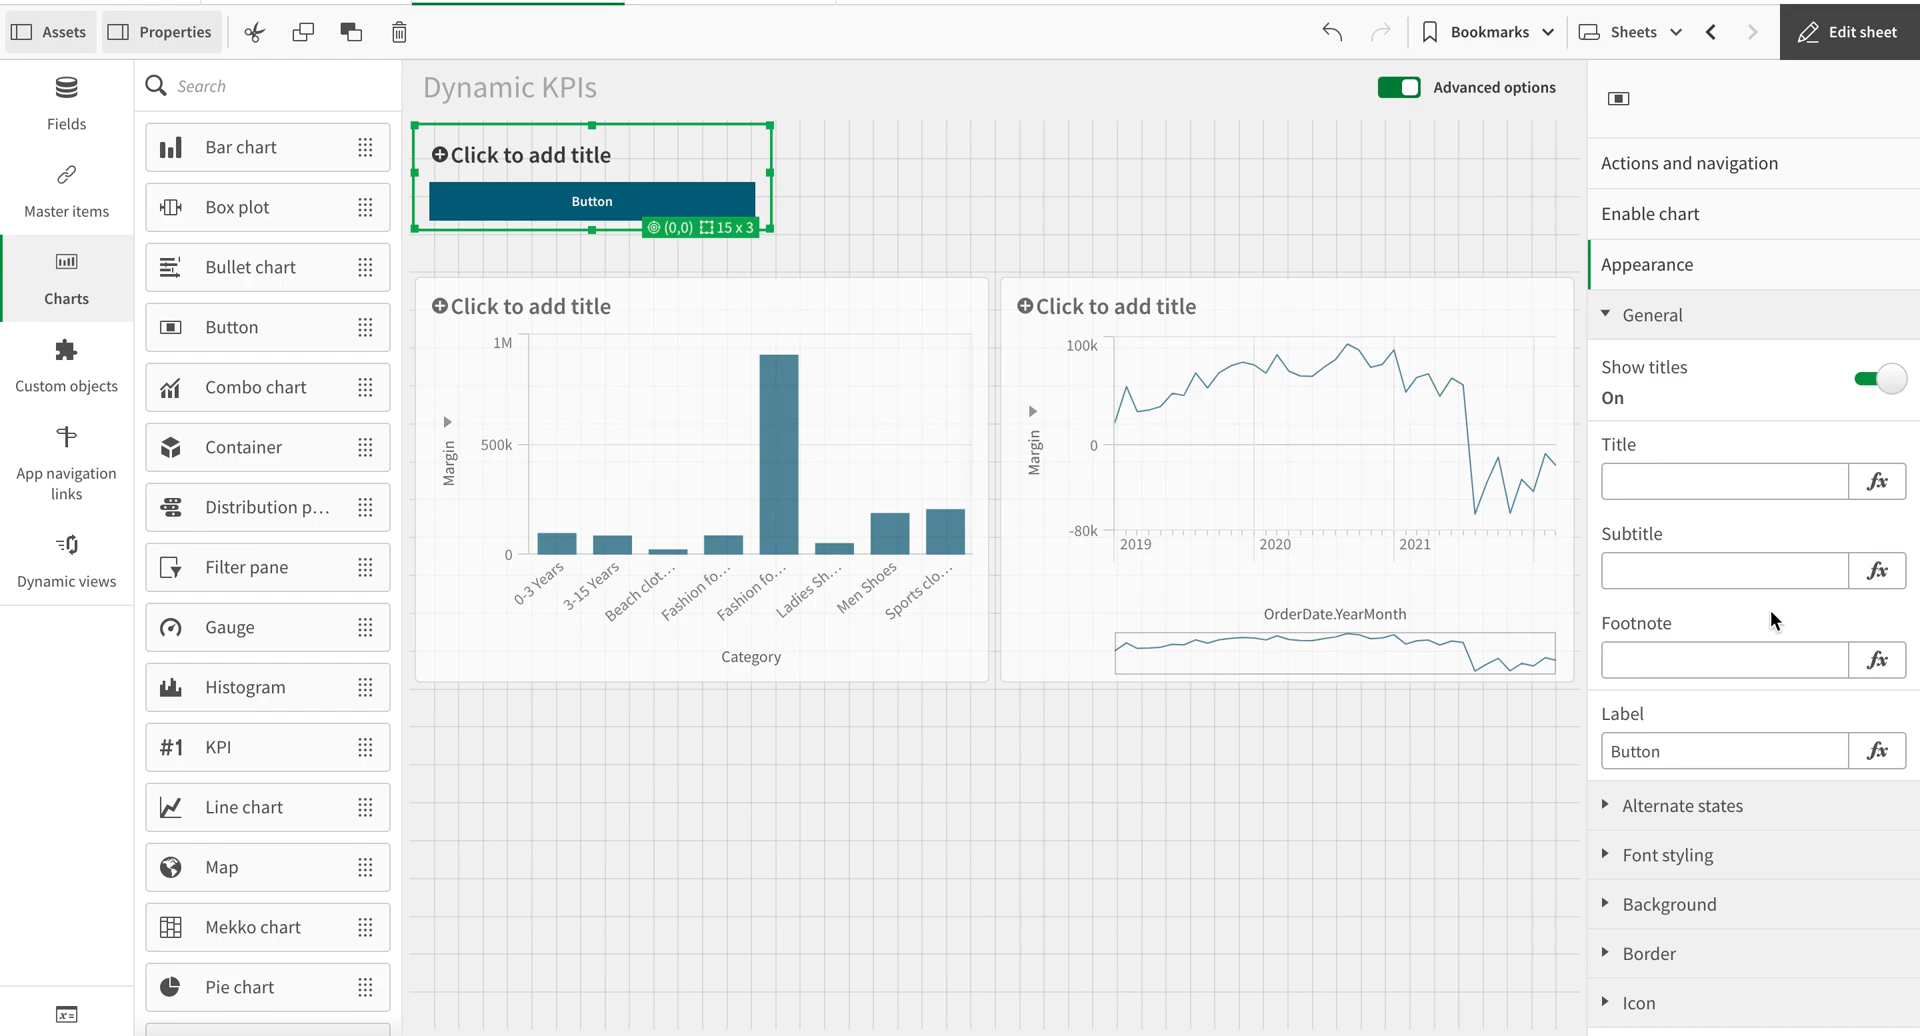 Assets
Properties
Bookmarks
Sheets
Edit sheet
Fields
Master items
Charts
Custom objects
App navigation
links
Dynamic views
Search
Bar chart
Box plot
Bullet chart
Button
Combo chart
Container
Distribution p...
Filter pane
Gauge
Histogram
#1 KPI
Line chart
Map
Mekko chart
Pie chart
Dynamic KPIs
Advanced options
Click to add title
Button
(0,0) 15 x 3
Click to add title
1M
500k
0
Margin
0-3 Years
3-15 Years
Beach clot...
Fashion fo...
Fashion fo...
Ladies Sh...
Men Shoes
Sports clo...
Category
Click to add title
100k
0
-80k
Margin
2019
2020
2021
OrderDate.YearMonth
Actions and navigation
Enable chart
Appearance
General
Show titles
On
Title
fx
Subtitle
fx
Footnote
fx
Label
Button
fx
Alternate states
Font styling
Background
Border
Icon
x=